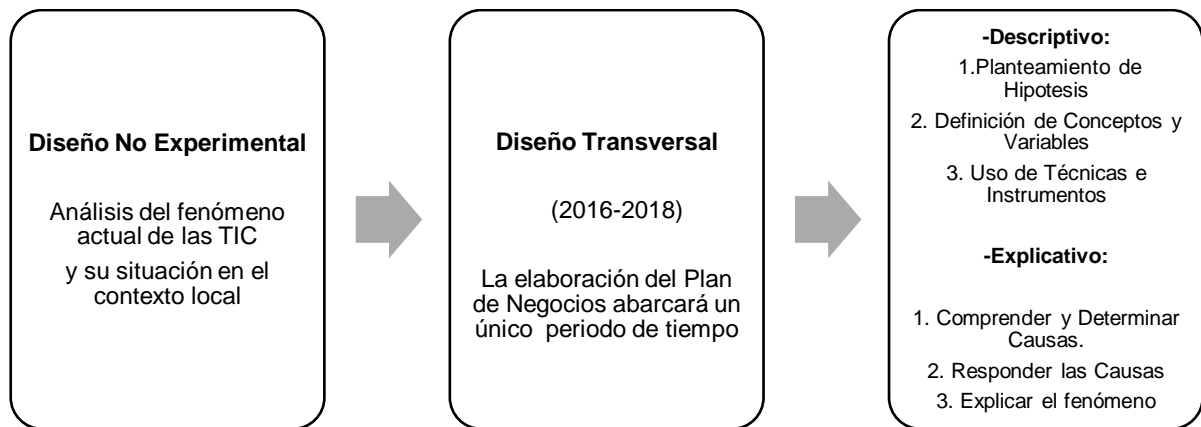 Diseño No Experimental
Análisis del fenómeno
actual de las TIC
y su situación en el
contexto local
Diseño Transversal
(2016-2018)
La elaboración del Plan
de Negocios abarcará un
único periodo de tiempo
-Descriptivo:
1.Planteamiento de
Hipotesis
2. Definición de Conceptos y
Variables
3. Uso de Técnicas e
Instrumentos
-Explicativo:
1. Comprender y Determinar
Causas.
2. Responder las Causas
3. Explicar el fenómeno